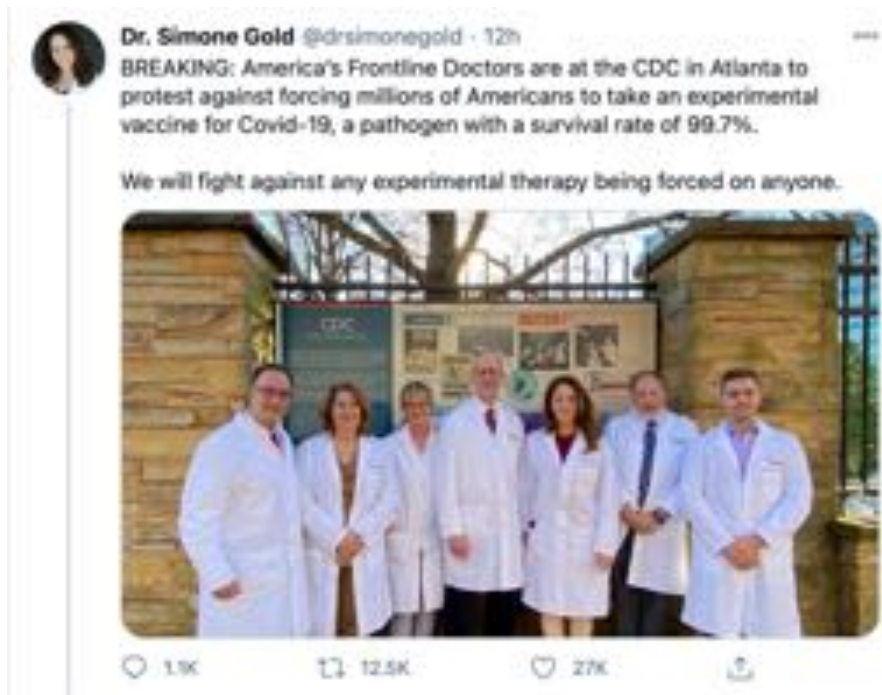 Dr. Simone Gold @drsimonegold · 12h
BREAKING: America's Frontline Doctors are at the CDC in Atlanta to
protest against forcing millions of Americans to take an experimental
vaccine for Covid-19, a pathogen with a survival rate of 99.7%.
We will fight against any experimental therapy being forced on anyone.
CDC
1.1K 12.5K 27K